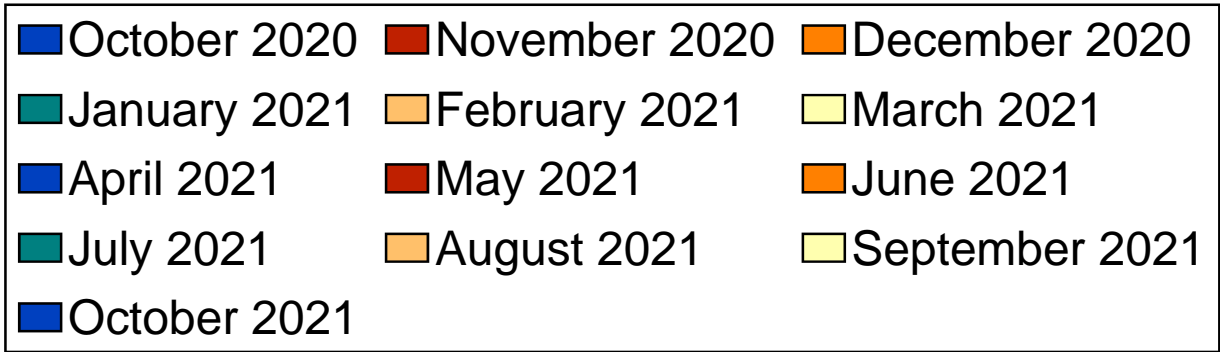 October 2020 November 2020 December 2020
January 2021 February 2021 March 2021
April 2021 May 2021 June 2021
July 2021 August 2021 September 2021
October 2021